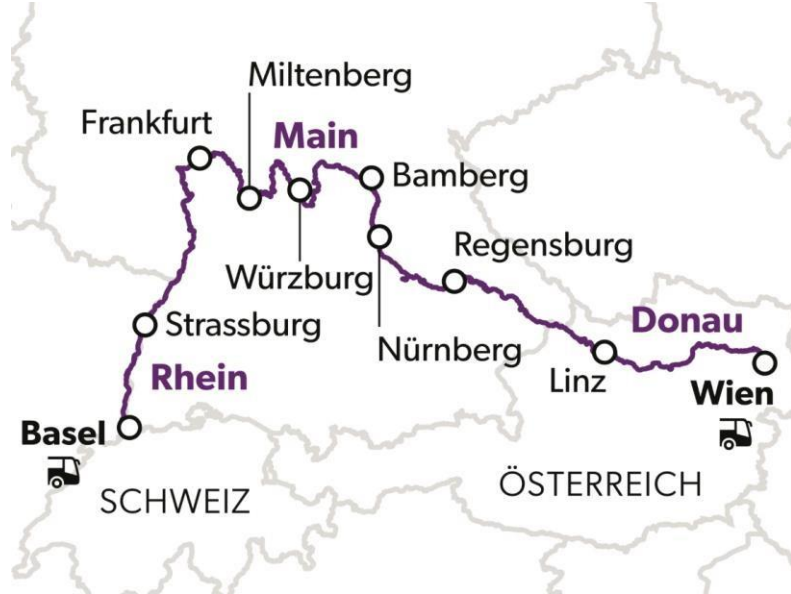 Miltenberg
Frankfurt
Main
Bamberg
Würzburg
Regensburg
Strassburg
Nürnberg
Donau
Rhein
Linz
Wien
Basel
SCHWEIZ
ÖSTERREICH